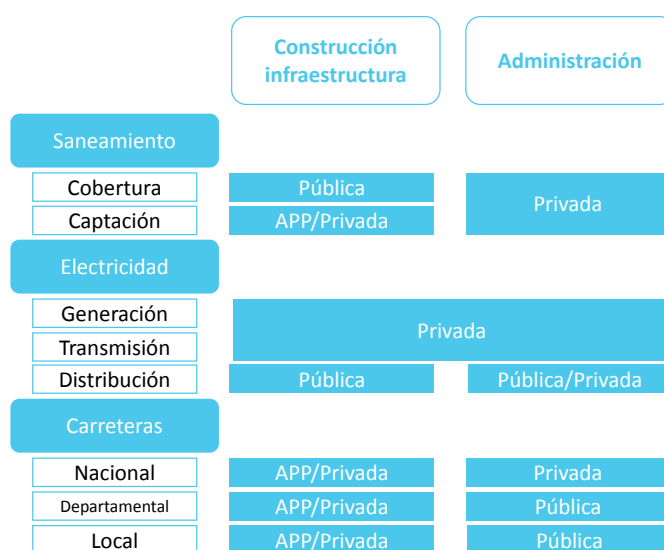 Construcción
infraestructura
Administración
Saneamiento
Cobertura
Pública
Privada
Captación
APP/Privada
Electricidad
Generación
Privada
Transmisión
Distribución
Pública
Pública/Privada
Carreteras
Nacional
APP/Privada
Privada
Departamental
APP/Privada
Pública
Local
APP/Privada
Pública